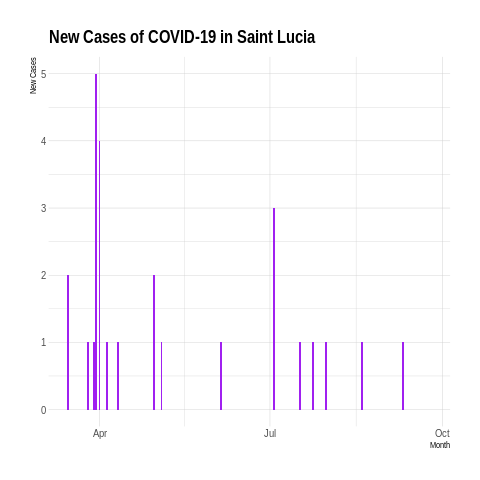 New Cases of COVID-19 in Saint Lucia
New Cases
5
4
3
2
1
0
Apr
Jul
Oct
Month